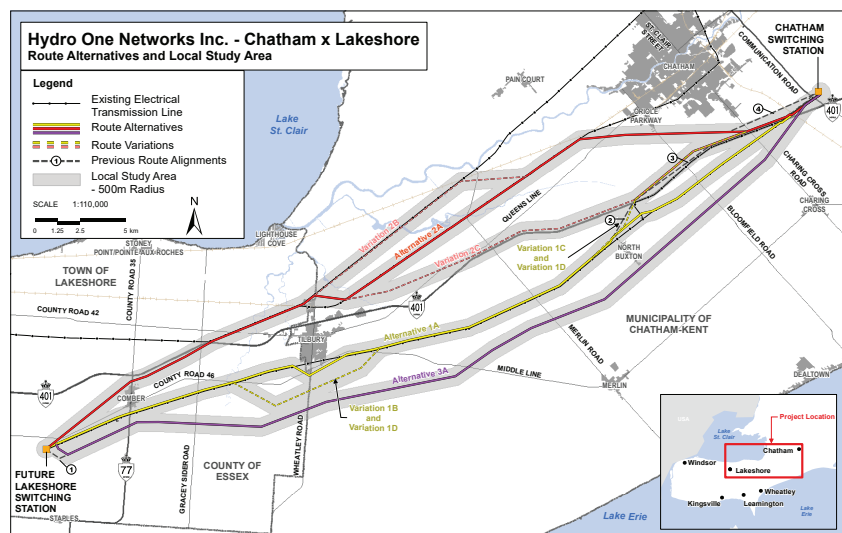 Hydro One Networks Inc. - Chatham x Lakeshore
Route Alternatives and Local Study Area
Legend
Existing Electrical
Transmission Line
Route Alternatives
Route Variations
1
Previous Route Alignments
Local Study Area
- 500m Radius
SCALE 1:110,000
0 1.25 2.5 5 km
N
Lake
St. Clair
PAIN COURT
ST CLAIR
STREET
CHATHAM
COMMUNICATION ROAD
CHATHAM
SWITCHING
STATION
401
ORIOLE
PARKWAY
4
3
CHARING CROSS
ROAD
CHARING
CROSS
BLOOMFIELD ROAD
QUEENS LINE
2
NORTH
BUXTON
Variation 1C
and
Variation 1D
Variation 2B
Alternative 2A
Variation 2C
LIGHTHOUSE
COVE
STONEY
POINT/POINTE-AUX-ROCHES
TOWN OF
LAKESHORE
COUNTY ROAD 35
COUNTY ROAD 42
401
TILBURY
Alternative 1A
MERLIN ROAD
MUNICIPALITY OF
CHATHAM-KENT
MIDDLE LINE
MERLIN
DEALTOWN
COUNTY ROAD 46
COMBER
401
Alternative 3A
Variation 1B
and
Variation 1D
WHEATLEY ROAD
GRACEY SIDEROAD
COUNTY OF
ESSEX
77
1
FUTURE
LAKESHORE
SWITCHING
STATION
STAPLES
Lake Erie
USA
Project Location
Lake
St. Clair
Chatham
Windsor
Lakeshore
Wheatley
Kingsville
Leamington
Lake
Erie